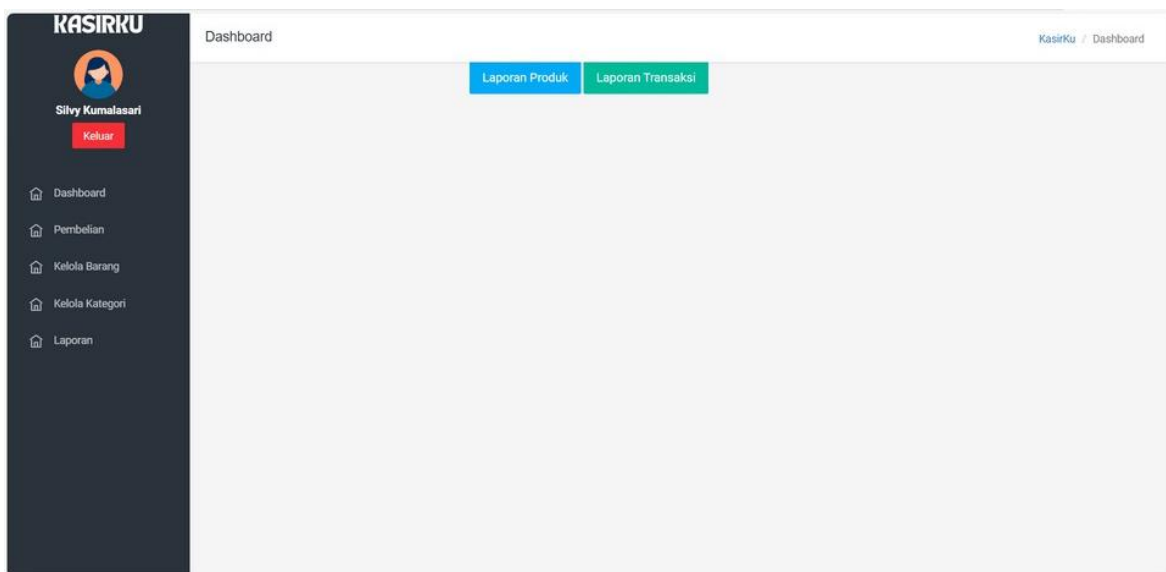 KASIRKU
Silvy Kumalasari
Keluar
Dashboard
Pembelian
Kelola Barang
Kelola Kategori
Laporan
Dashboard
KasirKu / Dashboard
Laporan Produk
Laporan Transaksi